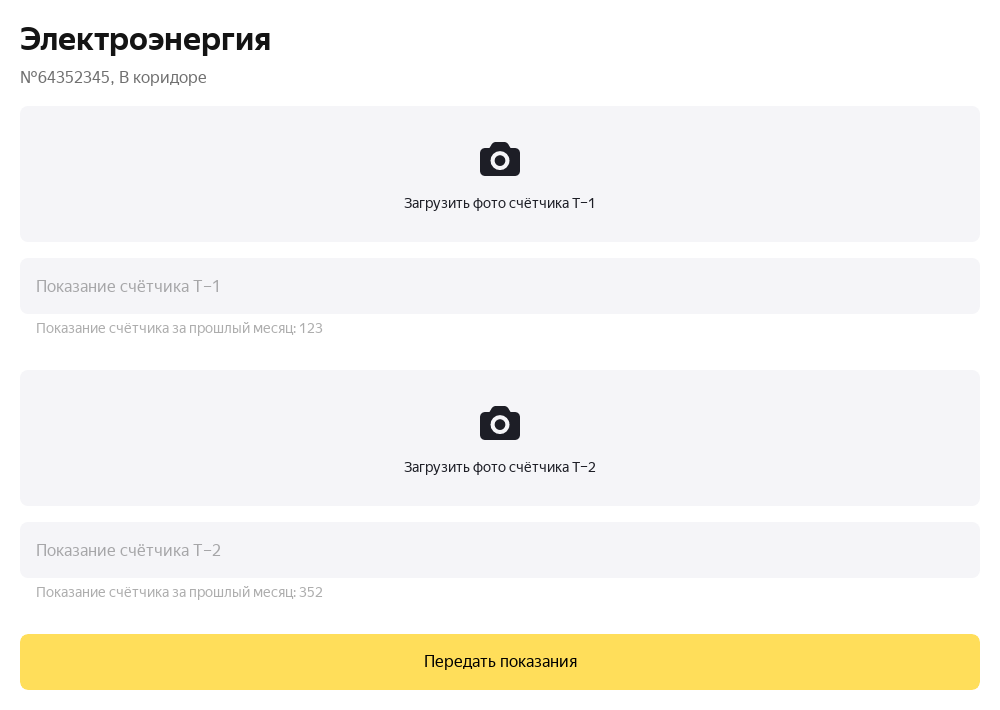 Электроэнергия
№64352345, В коридоре
Загрузить фото счётчика Т–1
Показание счётчика Т–1
Показание счётчика за прошлый месяц: 123
Загрузить фото счётчика Т–2
Показание счётчика Т–2
Показание счётчика за прошлый месяц: 352
Передать показания